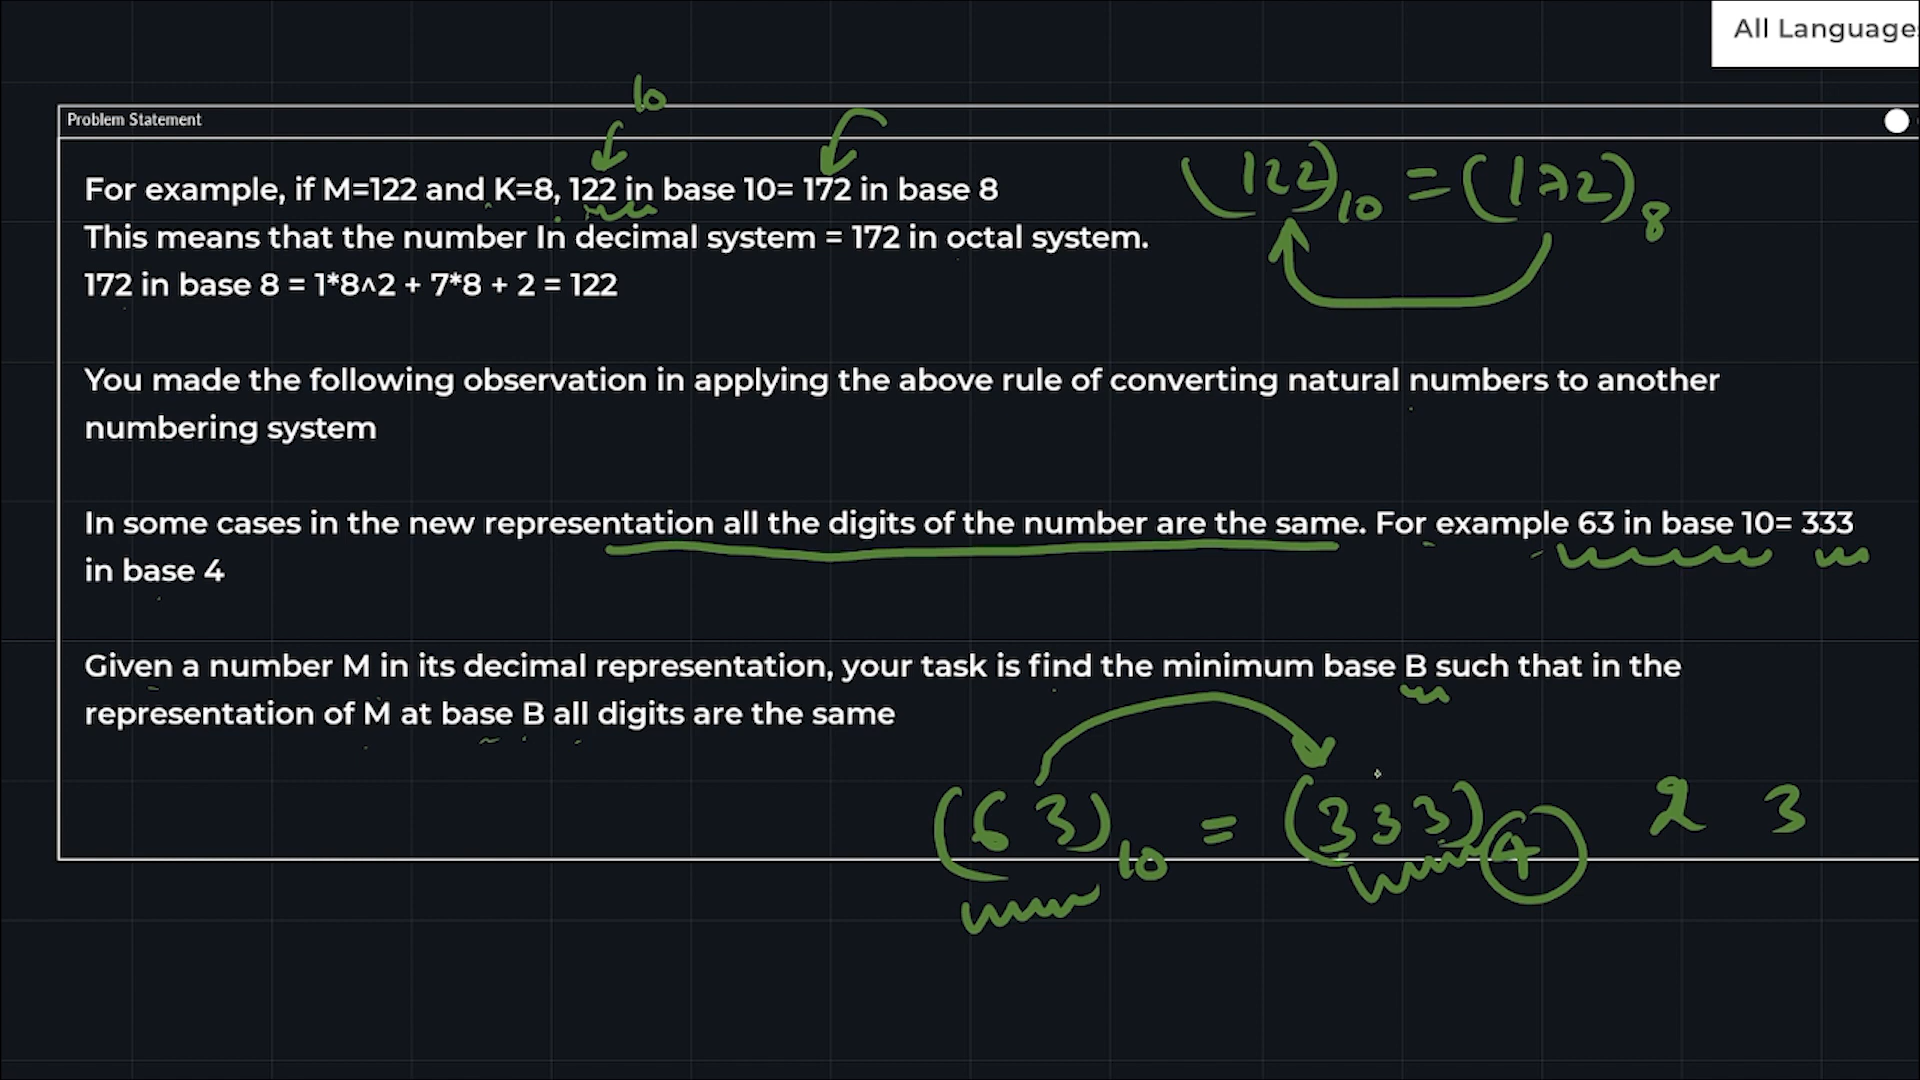 All Language
10
Problem Statement
For example, if M=122 and K=8, 122 in base 10= 172 in base 8
(122)10 = (172)8
This means that the number In decimal system = 172 in octal system.
172 in base 8 = 1*8^2 + 7*8 + 2 = 122
You made the following observation in applying the above rule of converting natural numbers to another
numbering system
In some cases in the new representation all the digits of the number are the same. For example 63 in base 10= 333
in base 4
Given a number M in its decimal representation, your task is find the minimum base B such that in the
representation of M at base B all digits are the same
(63)10 = (333)4 2 3